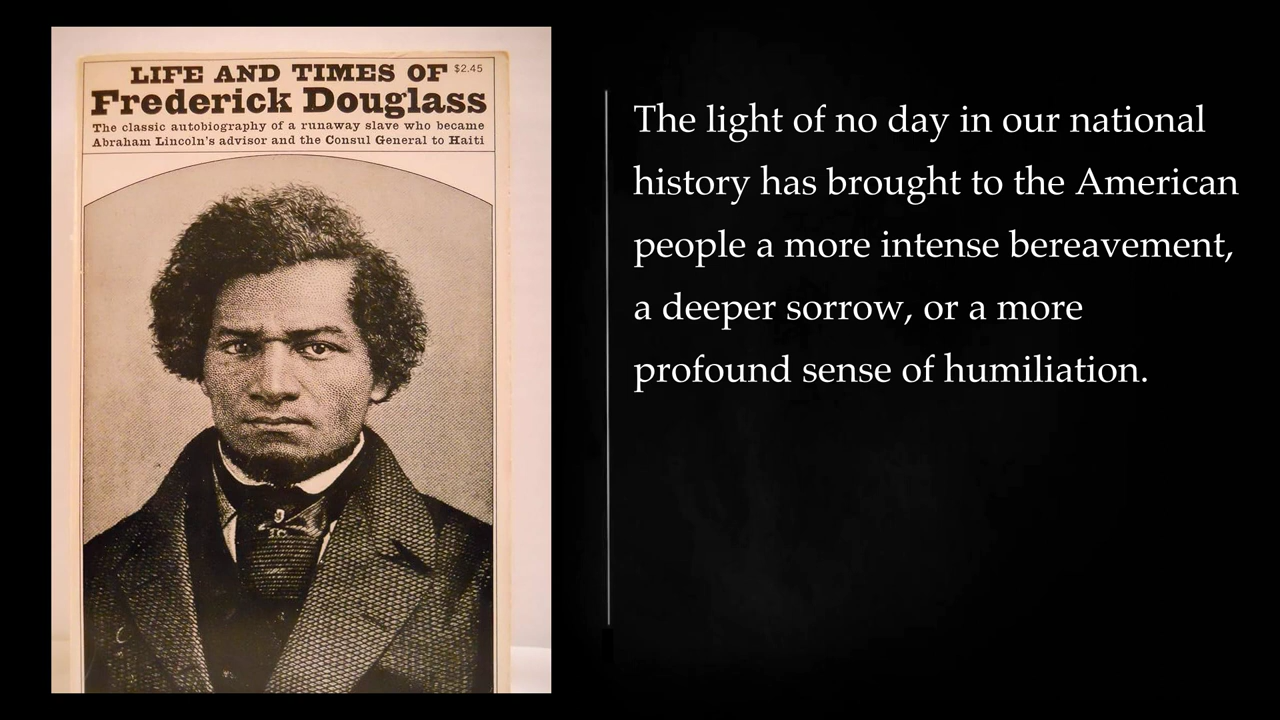 LIFE AND TIMES OF $2.45
Frederick Douglass
The classic autobiography of a runaway slave who became
Abraham Lincoln's advisor and the Consul General to Haiti
The light of no day in our national
history has brought to the American
people a more intense bereavement,
a deeper sorrow, or a more
profound sense of humiliation.